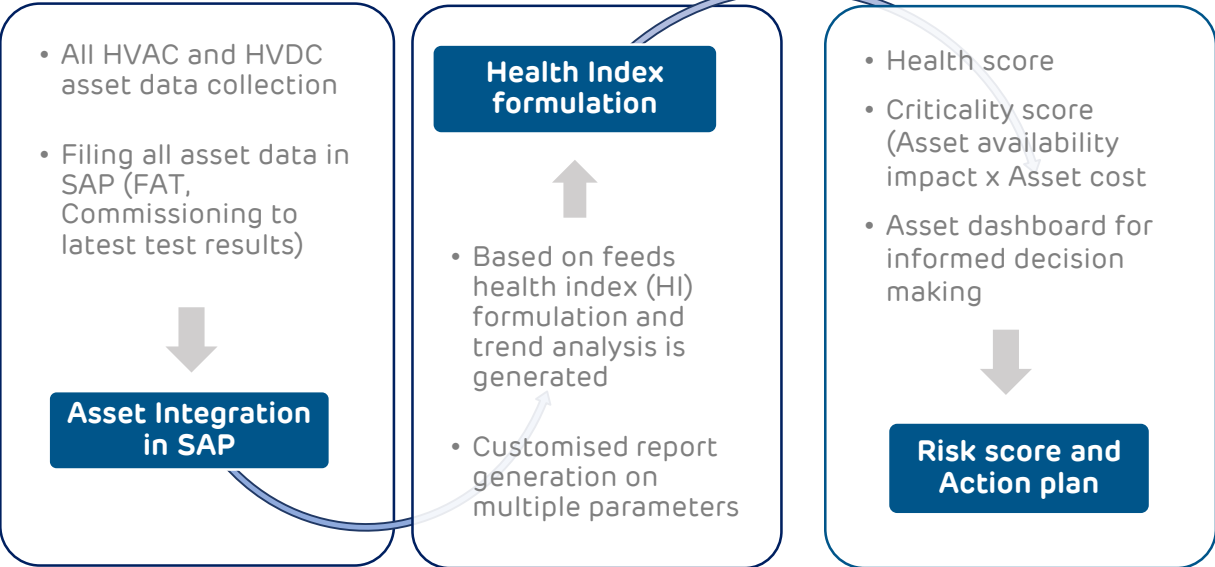 • All HVAC and HVDC
asset data collection
• Filing all asset data in
SAP (FAT,
Commissioning to
latest test results)
Asset Integration
in SAP
Health Index
formulation
• Based on feeds
health index (HI)
formulation and
trend analysis is
generated
• Customised report
generation on
multiple parameters
• Health score
• Criticality score
(Asset availability
impact x Asset cost
• Asset dashboard for
informed decision
making
Risk score and
Action plan